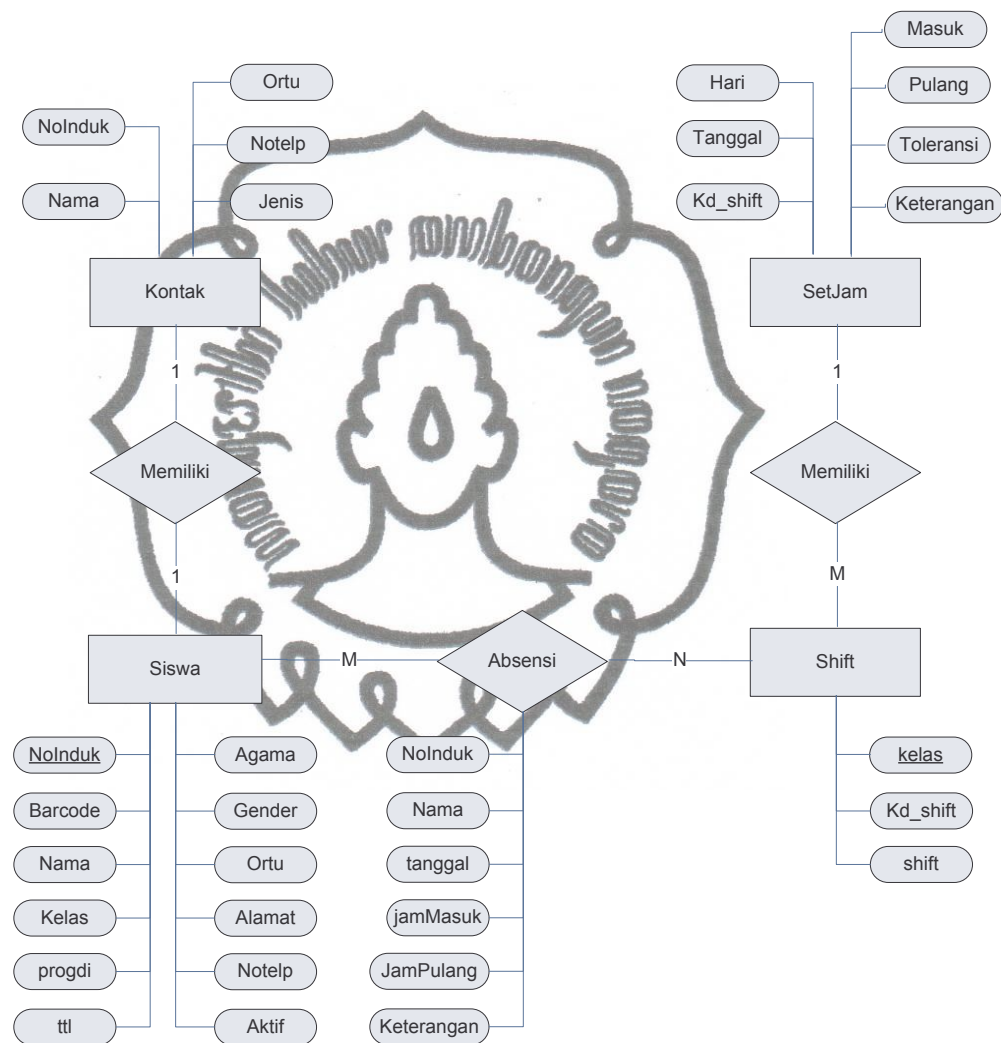 Masuk
Ortu
Hari
Pulang
NoInduk
Notelp
Tanggal
Toleransi
Nama
Jenis
Kd_shift
Keterangan
Kontak
SetJam
1
1
Memiliki
Memiliki
1
M
Siswa
M
Absensi
N
Shift
NoInduk
Agama
NoInduk
kelas
Barcode
Gender
Nama
Kd_shift
Nama
Ortu
tanggal
shift
Kelas
Alamat
jamMasuk
progdi
Notelp
JamPulang
ttl
Aktif
Keterangan